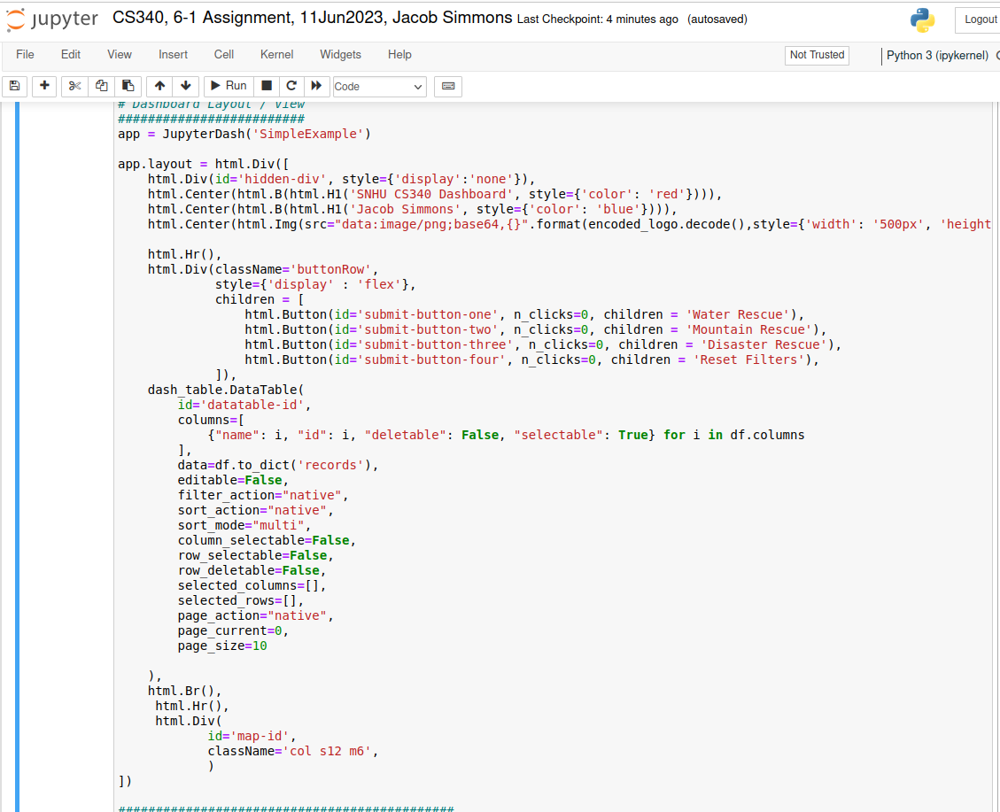 jupyter CS340, 6-1 Assignment, 11Jun2023, Jacob Simmons Last Checkpoint: 4 minutes ago (autosaved) Logout
File Edit View Insert Cell Kernel Widgets Help Not Trusted Python 3 (ipykernel)
Run Code
# Dashboard Layout / View
#########################
app = JupyterDash('SimpleExample')
app.layout = html.Div([
    html.Div(id='hidden-div', style={'display':'none'}),
    html.Center(html.B(html.H1('SNHU CS340 Dashboard', style={'color': 'red'}))),
    html.Center(html.B(html.H1('Jacob Simmons', style={'color': 'blue'}))),
    html.Center(html.Img(src="data:image/png;base64,{}".format(encoded_logo.decode(),style={'width': '500px', 'height
    html.Hr(),
    html.Div(className='buttonRow',
             style={'display' : 'flex'},
             children = [
                 html.Button(id='submit-button-one', n_clicks=0, children = 'Water Rescue'),
                 html.Button(id='submit-button-two', n_clicks=0, children = 'Mountain Rescue'),
                 html.Button(id='submit-button-three', n_clicks=0, children = 'Disaster Rescue'),
                 html.Button(id='submit-button-four', n_clicks=0, children = 'Reset Filters'),
             ]),
    dash_table.DataTable(
        id='datatable-id',
        columns=[
            {"name": i, "id": i, "deletable": False, "selectable": True} for i in df.columns
        ],
        data=df.to_dict('records'),
        editable=False,
        filter_action="native",
        sort_action="native",
        sort_mode="multi",
        column_selectable=False,
        row_selectable=False,
        row_deletable=False,
        selected_columns=[],
        selected_rows=[],
        page_action="native",
        page_current=0,
        page_size=10
    ),
    html.Br(),
     html.Hr(),
     html.Div(
            id='map-id',
            className='col s12 m6',
            )
])
#############################################